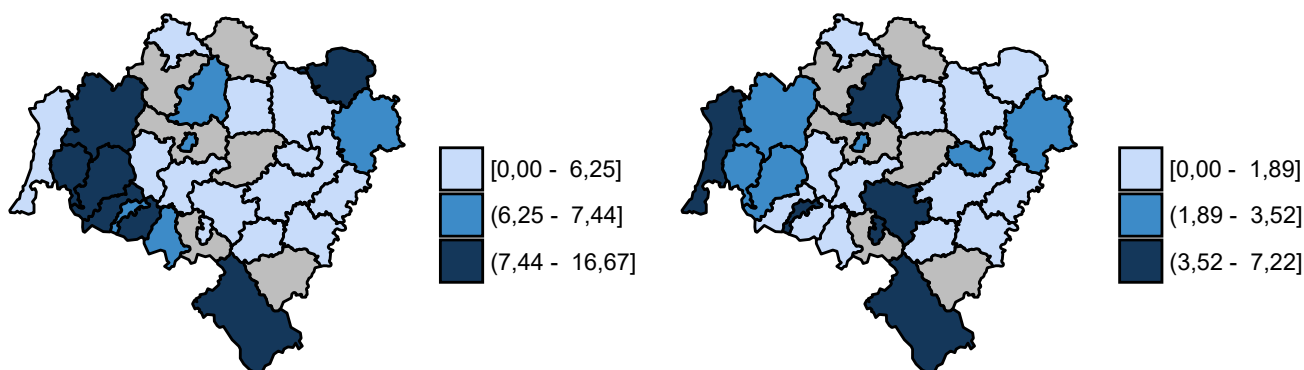 [0,00 -  6,25]
(6,25 -  7,44]
(7,44 -  16,67]
[0,00 -  1,89]
(1,89 -  3,52]
(3,52 -  7,22]